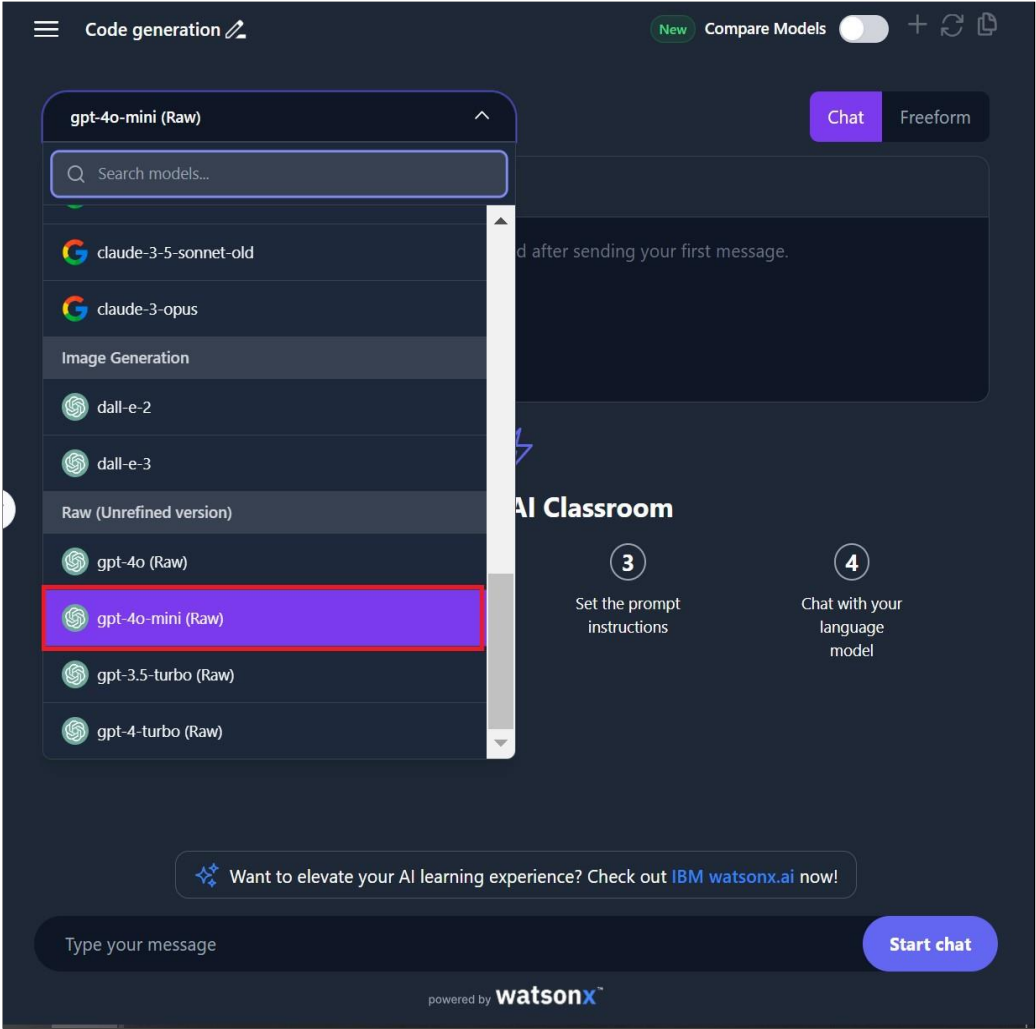 Code generation
New
Compare Models
gpt-4o-mini (Raw)
Chat
Freeform
Search models...
claude-3-5-sonnet-old
d after sending your first message.
claude-3-opus
Image Generation
dall-e-2
dall-e-3
Raw (Unrefined version)
AI Classroom
gpt-4o (Raw)
3
4
gpt-4o-mini (Raw)
Set the prompt
instructions
Chat with your
language
model
gpt-3.5-turbo (Raw)
gpt-4-turbo (Raw)
Want to elevate your AI learning experience? Check out IBM watsonx.ai now!
Type your message
Start chat
powered by watsonx™